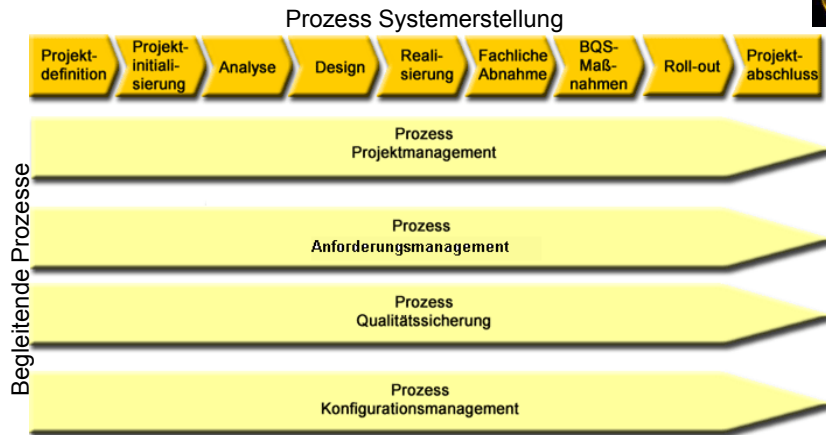 Prozess Systemerstellung
Projekt-
definition
Projekt-
initiali-
sierung
Analyse
Design
Reali-
sierung
Fachliche
Abnahme
BQS-
Maß-
nahmen
Roll-out
Projekt-
abschluss
Begleitende Prozesse
Prozess
Projektmanagement
Prozess
Anforderungsmanagement
Prozess
Qualitätssicherung
Prozess
Konfigurationsmanagement